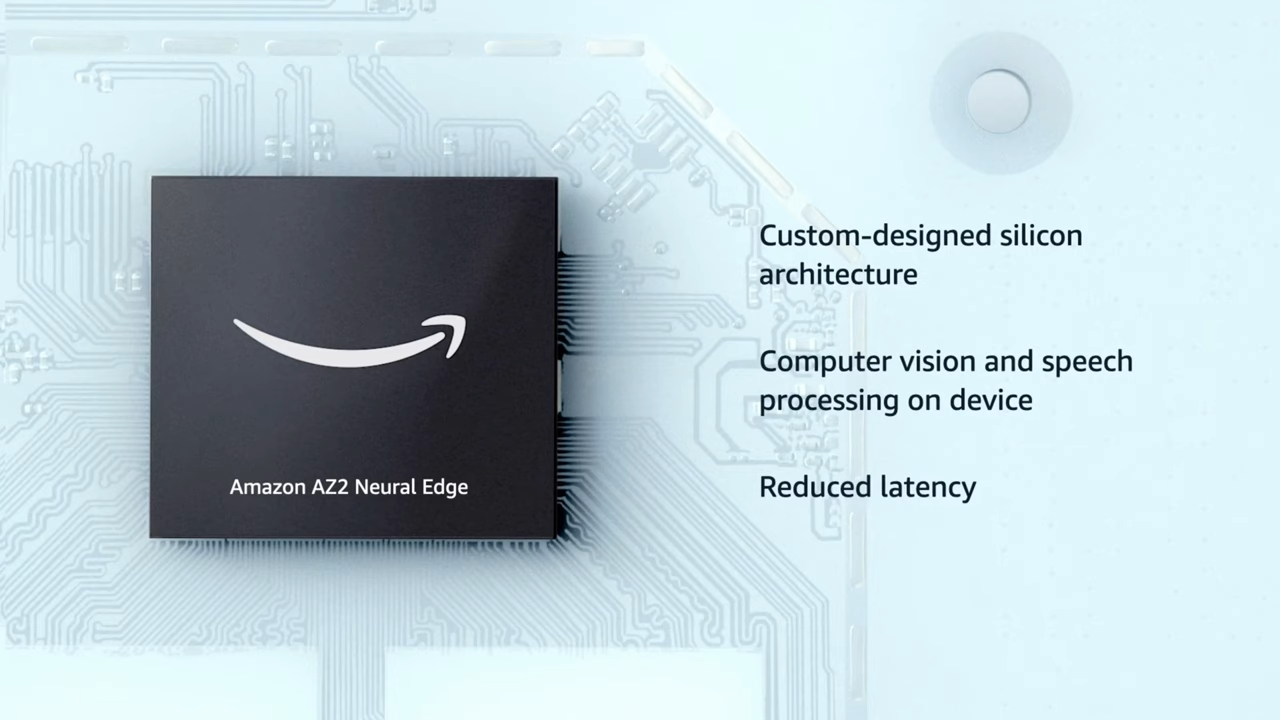 Custom-designed silicon
architecture
Computer vision and speech
processing on device
Amazon AZ2 Neural Edge
Reduced latency